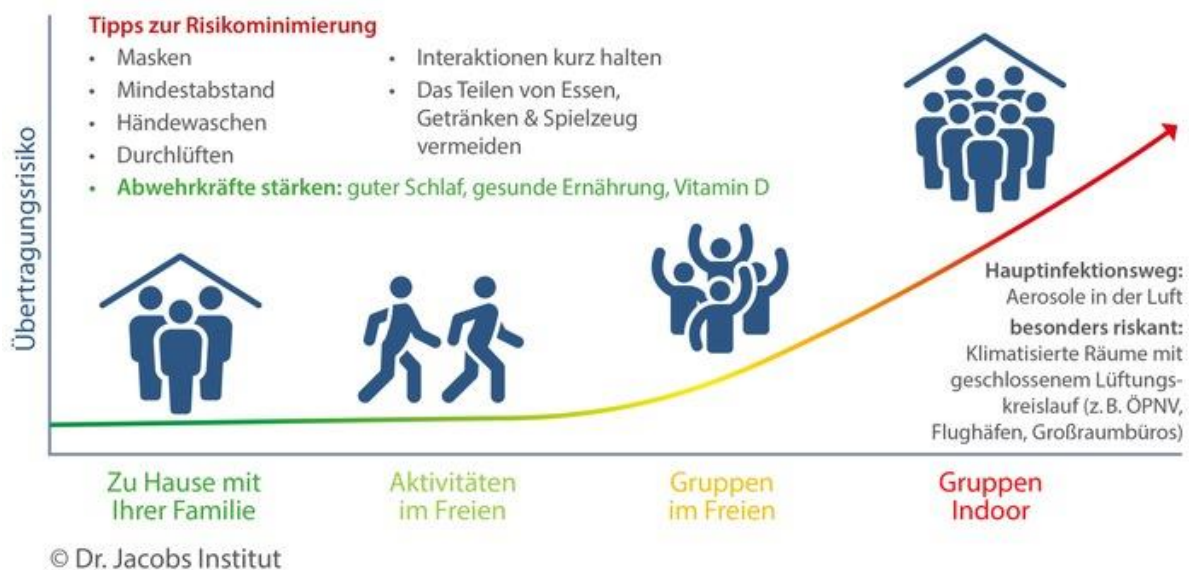 Tipps zur Risikominimierung
• Masken
• Mindestabstand
• Händewaschen
• Durchlüften
• Interaktionen kurz halten
• Das Teilen von Essen,
Getränken & Spielzeug
vermeiden
• Abwehrkräfte stärken: guter Schlaf, gesunde Ernährung, Vitamin D
Übertragungsrisiko
Hauptinfektionsweg:
Aerosole in der Luft
besonders riskant:
Klimatisierte Räume mit
geschlossenem Lüftungs-
kreislauf (z. B. ÖPNV,
Flughäfen, Großraumbüros)
Zu Hause mit
Ihrer Familie
Aktivitäten
im Freien
Gruppen
im Freien
Gruppen
Indoor
© Dr. Jacobs Institut